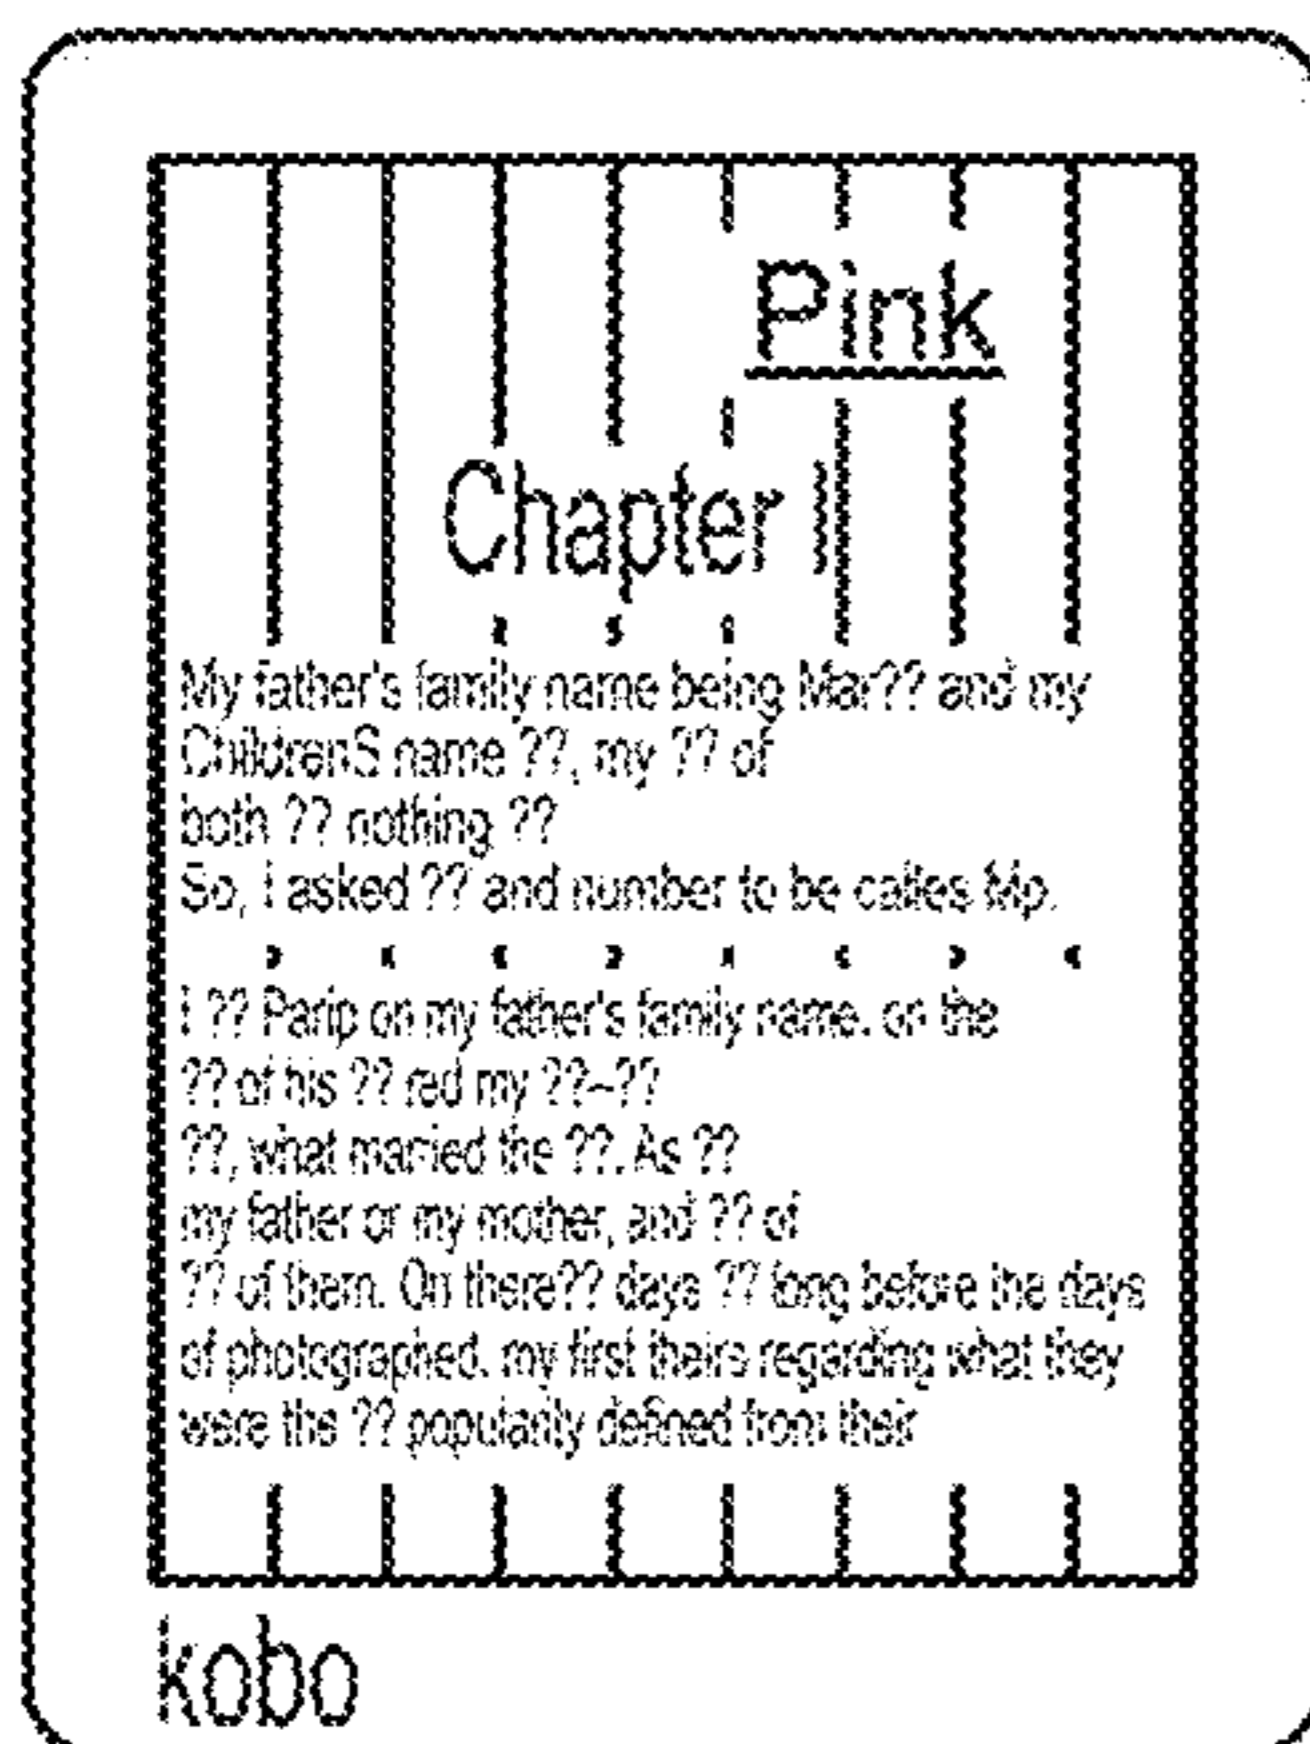 Pink
Chapter I
My father's family name being Mar?? and my
ChildrenS name ??, my ?? of
both ?? nothing ??
So, I asked ?? and number to be calles Mp.
I ?? Parip on my father's family name. on the
?? of his ?? red my ??–??
??, what married the ??. As ??
my father or my mother, and ?? of
?? of them. On there?? days ?? long before the days
of photographed. my first theirs regarding what they
were the ?? popularily defined from their
kobo